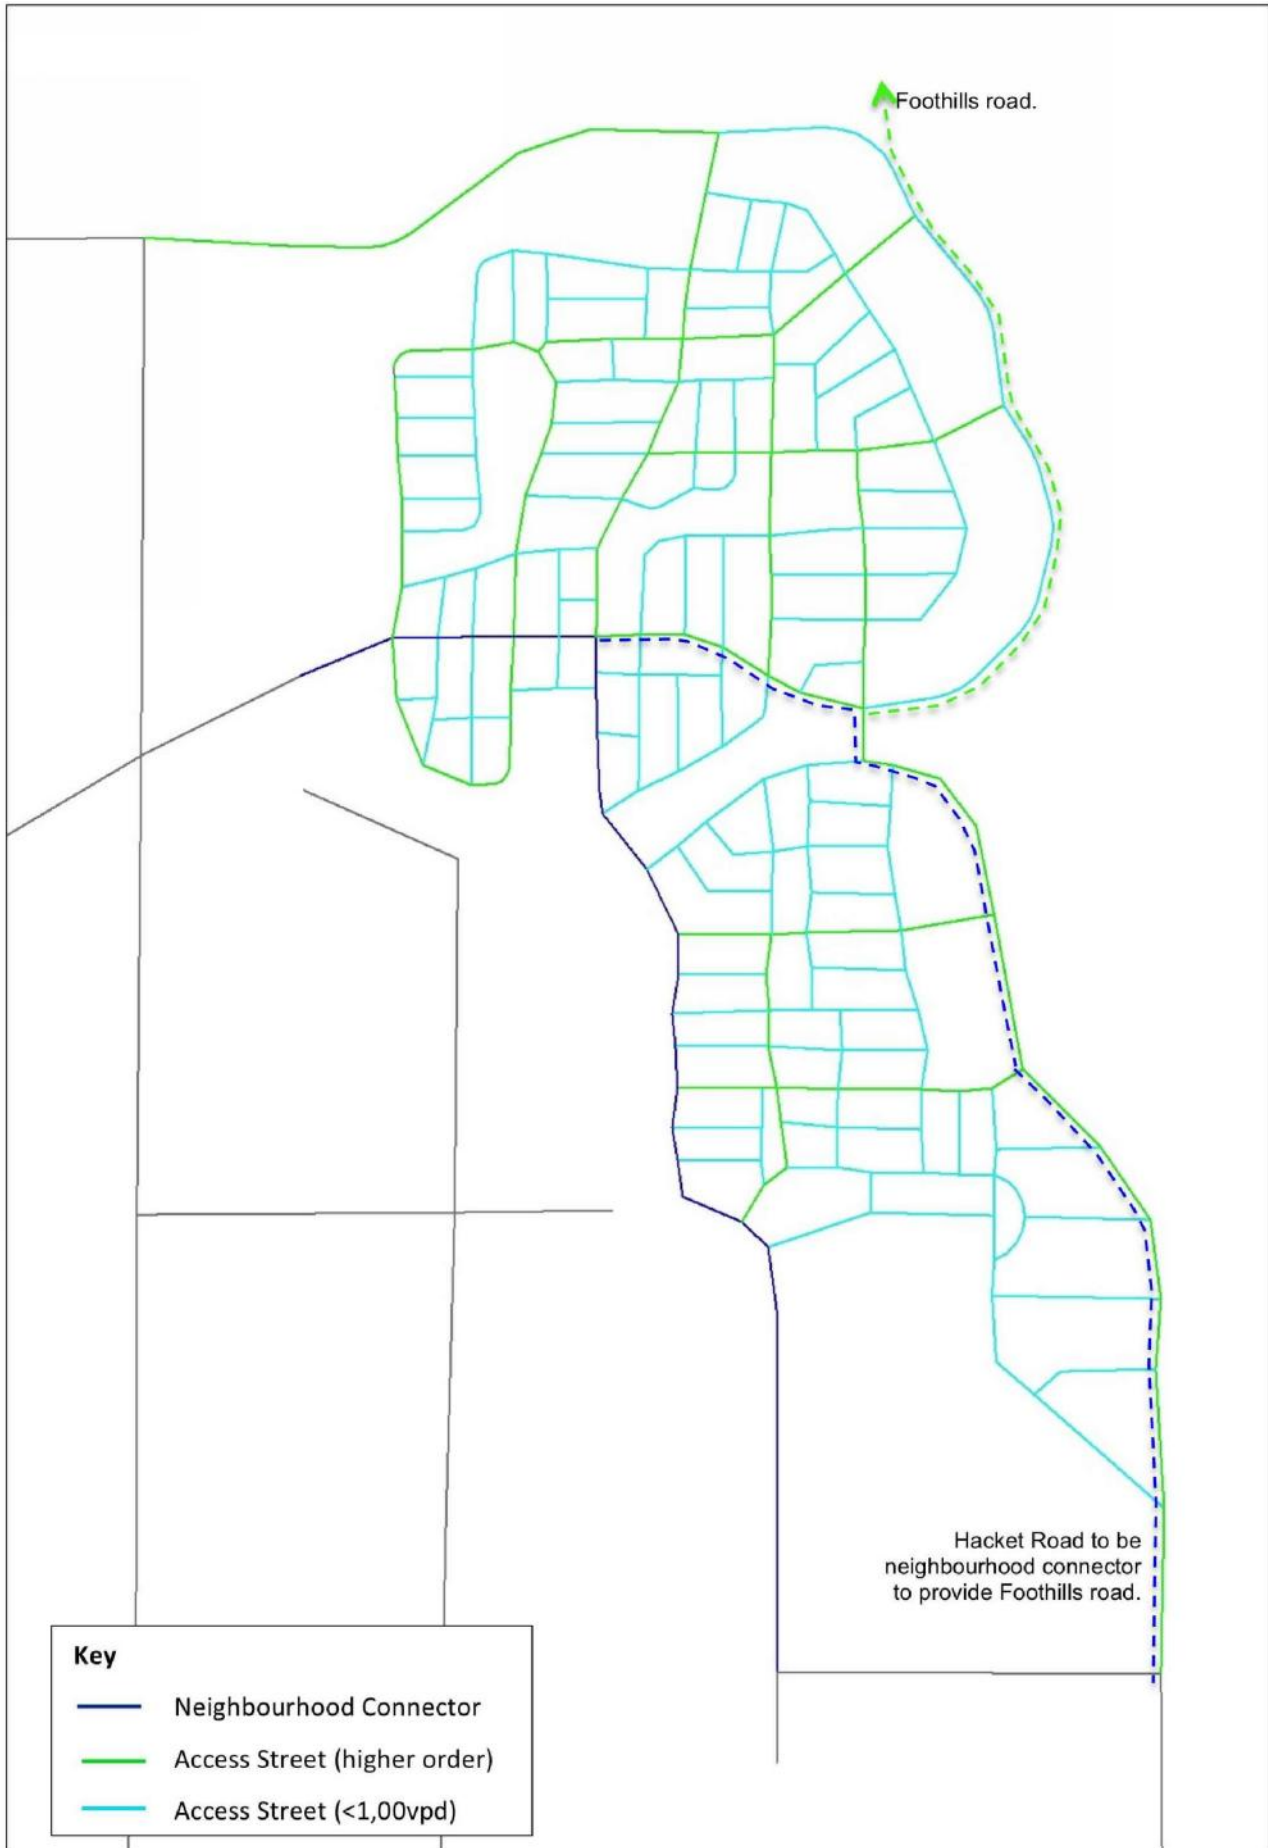 Foothills road.
Hacket Road to be
neighbourhood connector
to provide Foothills road.
Key
Neighbourhood Connector
Access Street (higher order)
Access Street (<1,00vpd)